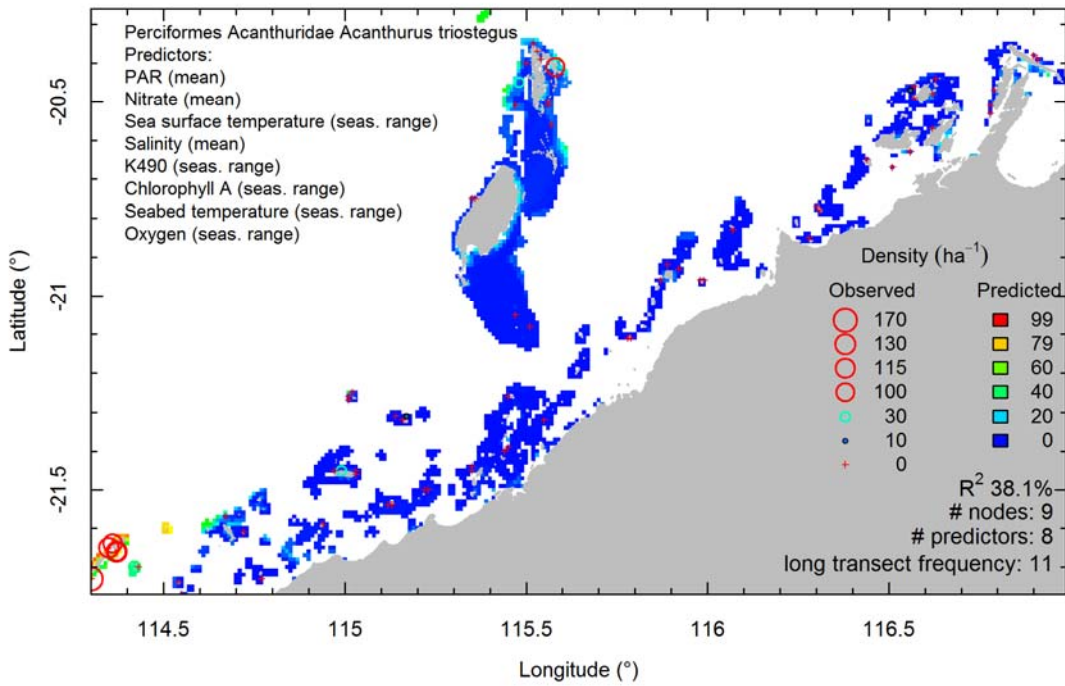 Perciformes Acanthuridae Acanthurus triostegus
Predictors:
PAR (mean)
Nitrate (mean)
Sea surface temperature (seas. range)
Salinity (mean)
K490 (seas. range)
Chlorophyll A (seas. range)
Seabed temperature (seas. range)
Oxygen (seas. range)
-20.5
-21
-21.5
Latitude (°)
Density (ha⁻¹)
Observed Predicted
170 99
130 79
115 60
100 40
30 20
10 0
0
R² 38.1%
# nodes: 9
# predictors: 8
long transect frequency: 11
114.5 115 115.5 116 116.5
Longitude (°)